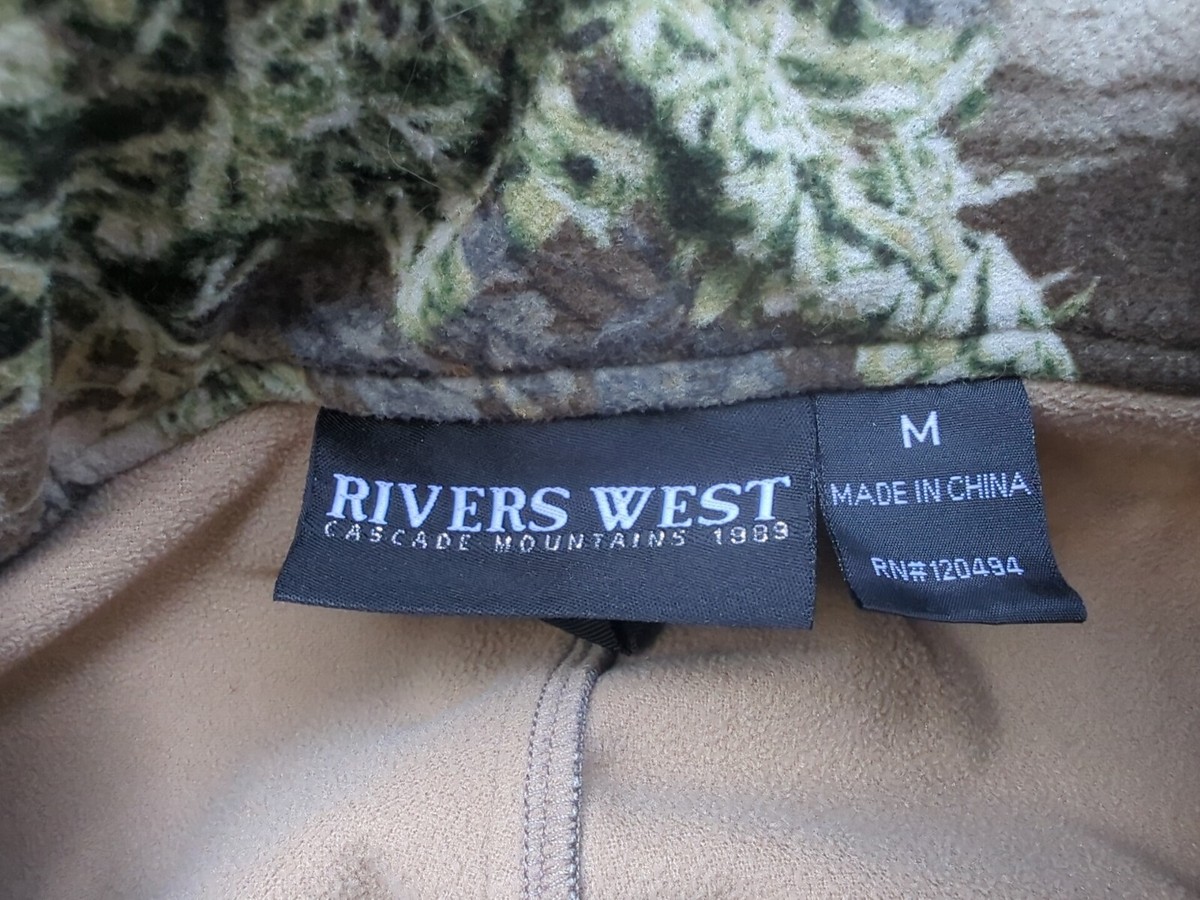 RIVERS WEST
CASCADE MOUNTAINS 1989
M
MADE IN CHINA
RN#120494